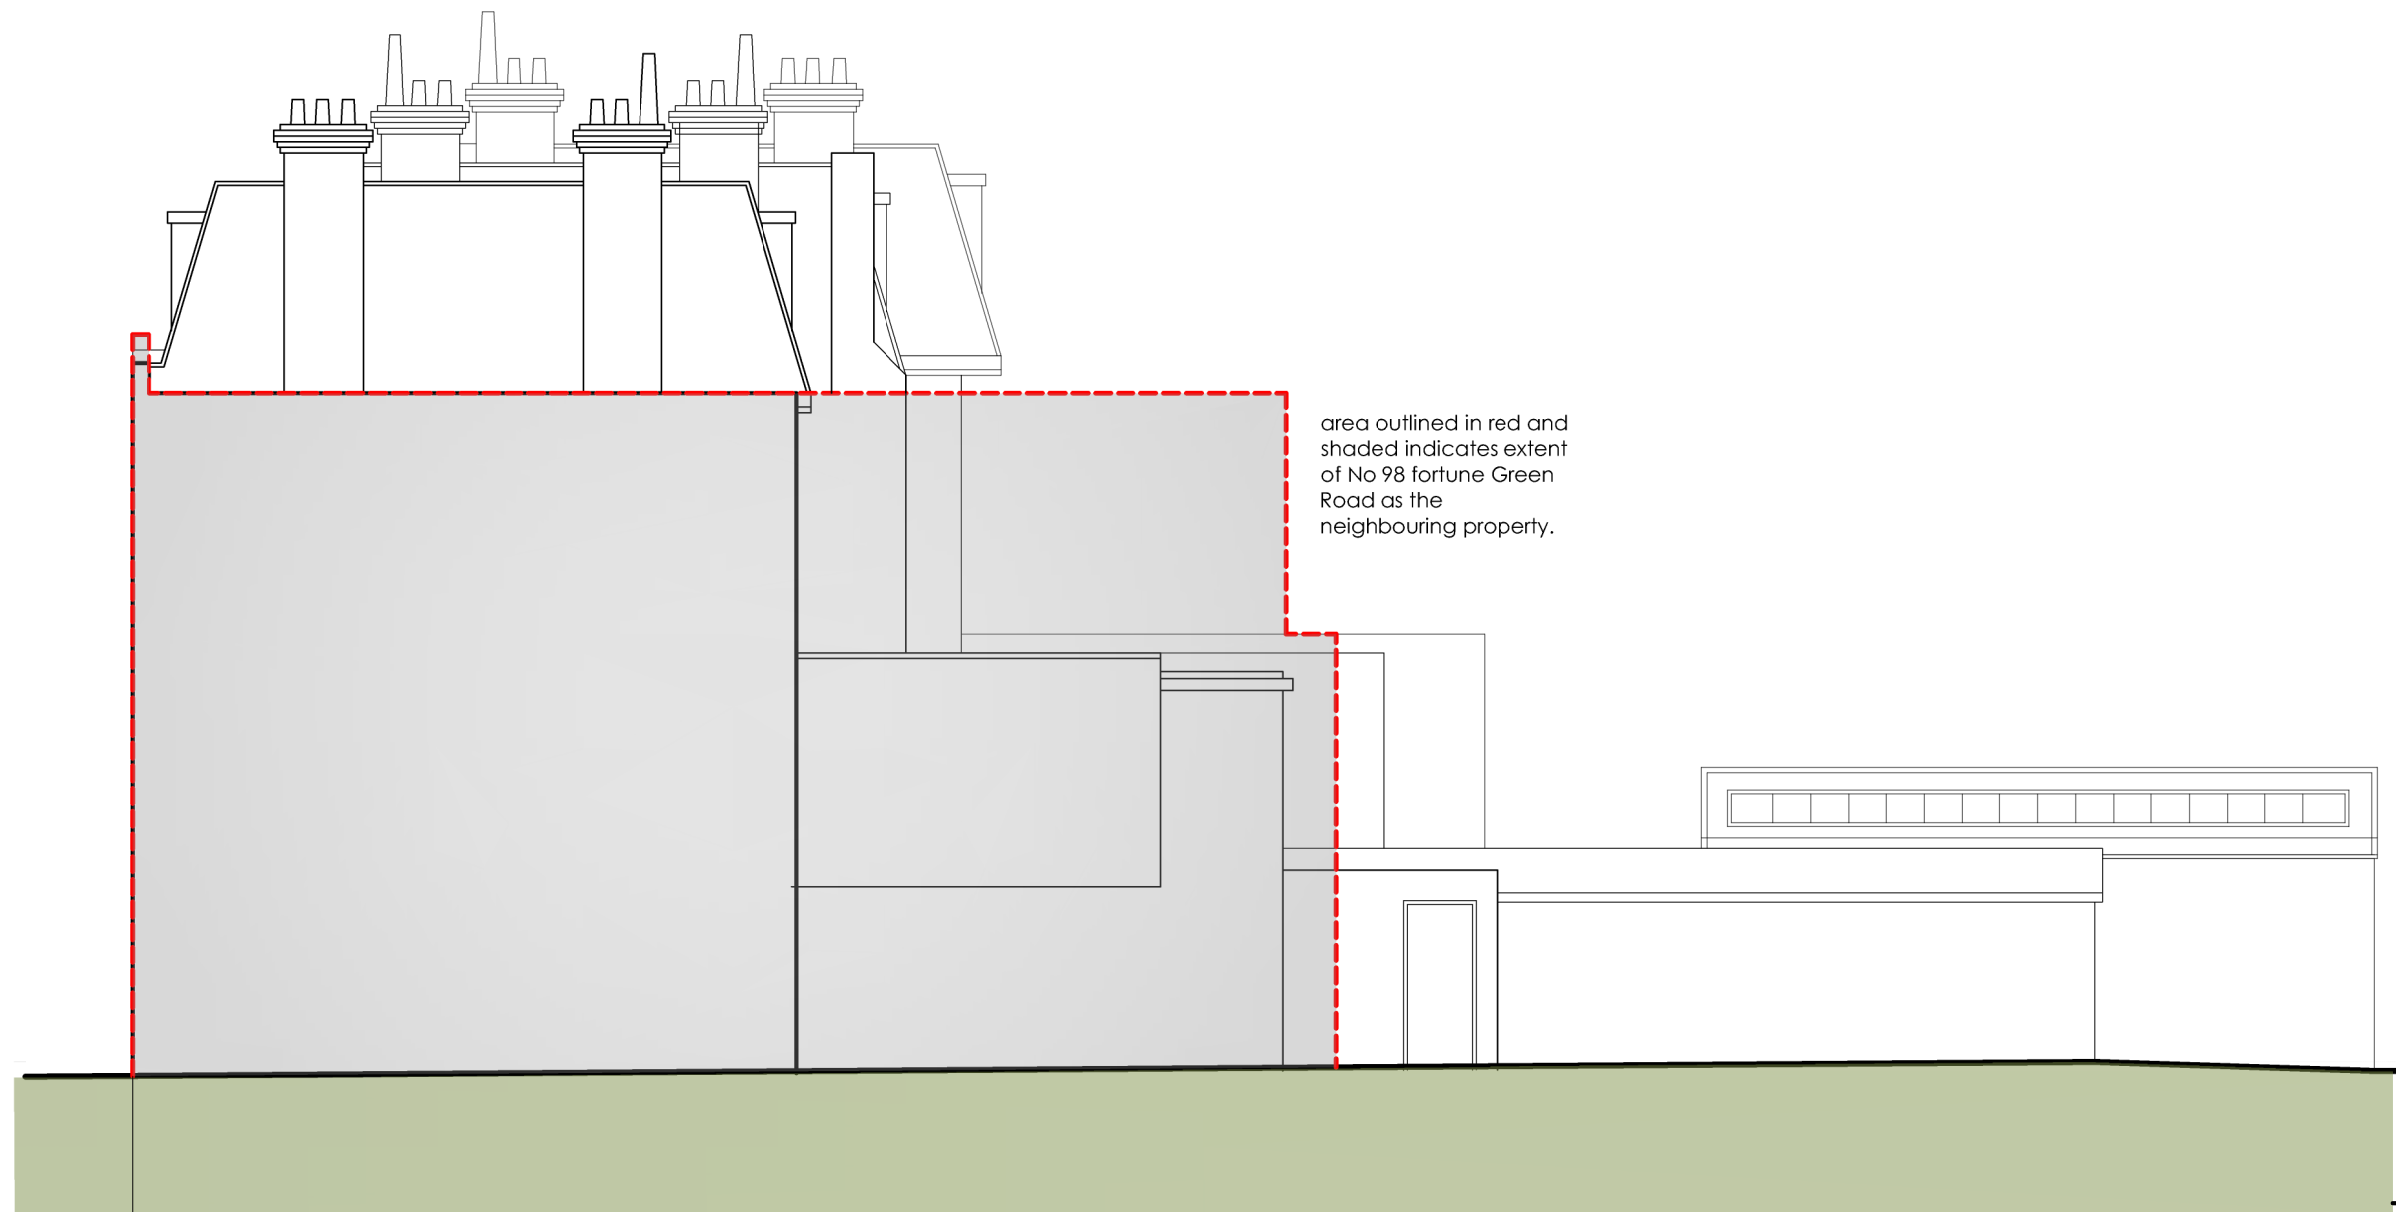 area outlined in red and
shaded indicates extent
of No 98 fortune Green
Road as the
neighbouring property.